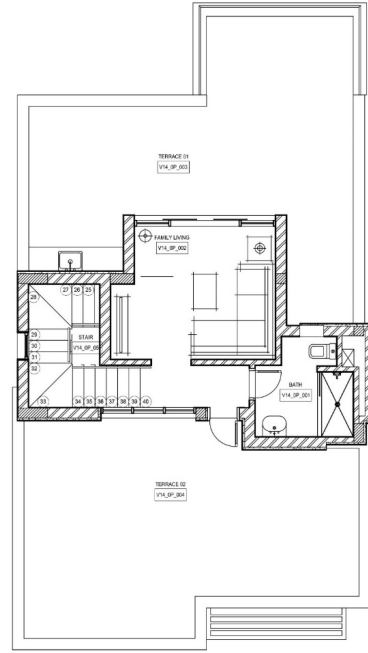 TERRACE 01
V14_0P_003
FAMILY LIVING
V14_0P_002
27 26 25
28
29
30
31
32
STAIR
V14_0P_05
33 34 35 36 37 38 39 40
BATH
V14_0P_001
TERRACE 02
V14_0P_004